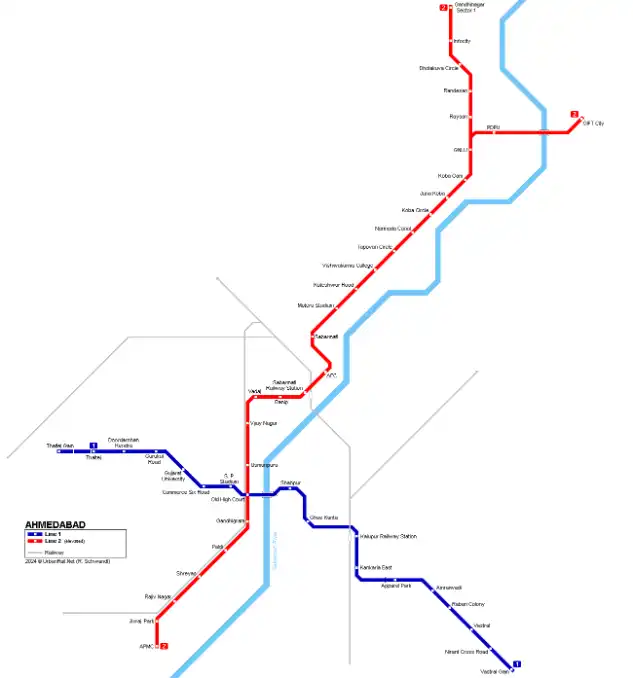 2
Gandhinagar
Sector 1
Infocity
Dholakuva Circle
Randesan
Raysan
2
GIFT City
PDPU
GNLU
Koba Gam
Juna Koba
Koba Circle
Narmada Canal
Tapovan Circle
Vishwakarma College
Koteshwar Road
Motera Stadium
Sabarmati
AEC
Sabarmati
Railway Station
Ranip
Vadaj
Vijay Nagar
Usmanpura
Thaltej Gam
1
Thaltej
Doordarshan
Kendra
Gurukul
Road
Gujarat
University
Commerce Six Road
S. P.
Stadium
Old High Court
Shahpur
Ghee Kanta
Kalupur Railway Station
Kankaria East
Apparel Park
Amraiwadi
Rabari Colony
Vastral
Nirant Cross Road
1
Vastral Gam
Gandhigram
Paldi
Shreyas
Rajiv Nagar
Jivraj Park
APMC
2
AHMEDABAD
Line 1
Line 2 (elevated)
Railway
2024 © UrbanRail.Net (R. Schwandl)